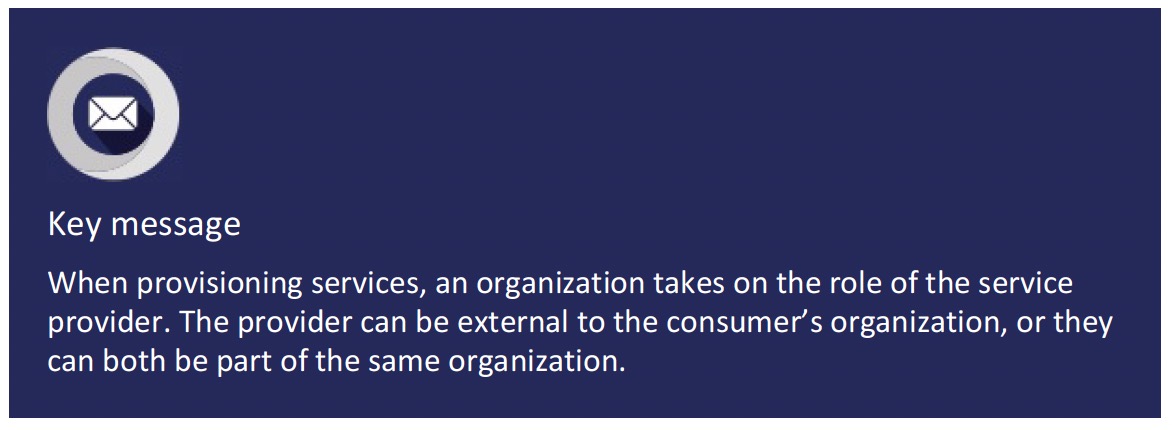 Key message
When provisioning services, an organization takes on the role of the service
provider. The provider can be external to the consumer’s organization, or they
can both be part of the same organization.